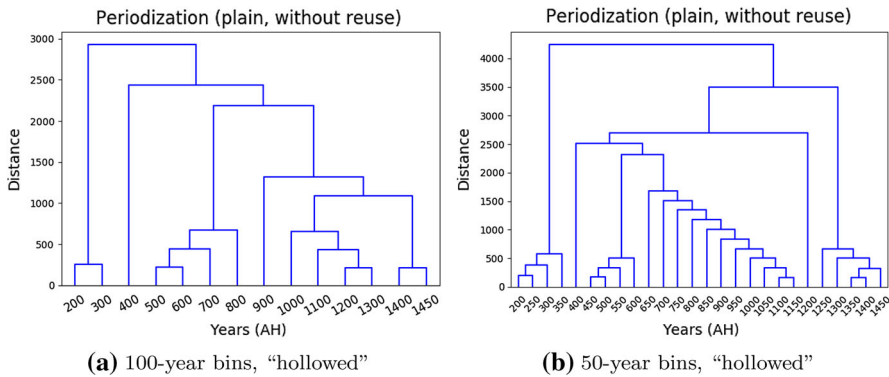 Periodization (plain, without reuse)
3000
2500
2000
1500
1000
500
0
Distance
200 300 400 500 600 700 800 900 1000 1100 1200 1300 1400 1450
Years (AH)
(a) 100-year bins, “hollowed”
Periodization (plain, without reuse)
4000
3500
3000
2500
2000
1500
1000
500
0
Distance
200 250 300 350 400 450 500 550 600 650 700 750 800 850 900 950 1000 1050 1100 1150 1200 1250 1300 1350 1400 1450
Years (AH)
(b) 50-year bins, “hollowed”